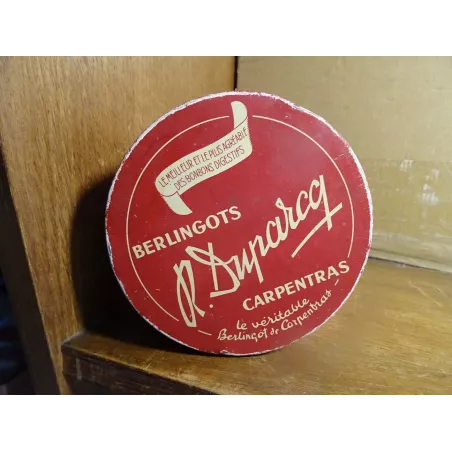 LE MEILLEUR ET LE PLUS AGRÉABLE
DES BONBONS DIGESTIFS
BERLINGOTS
R. Duparcq
CARPENTRAS
le véritable
Berlingot de Carpentras